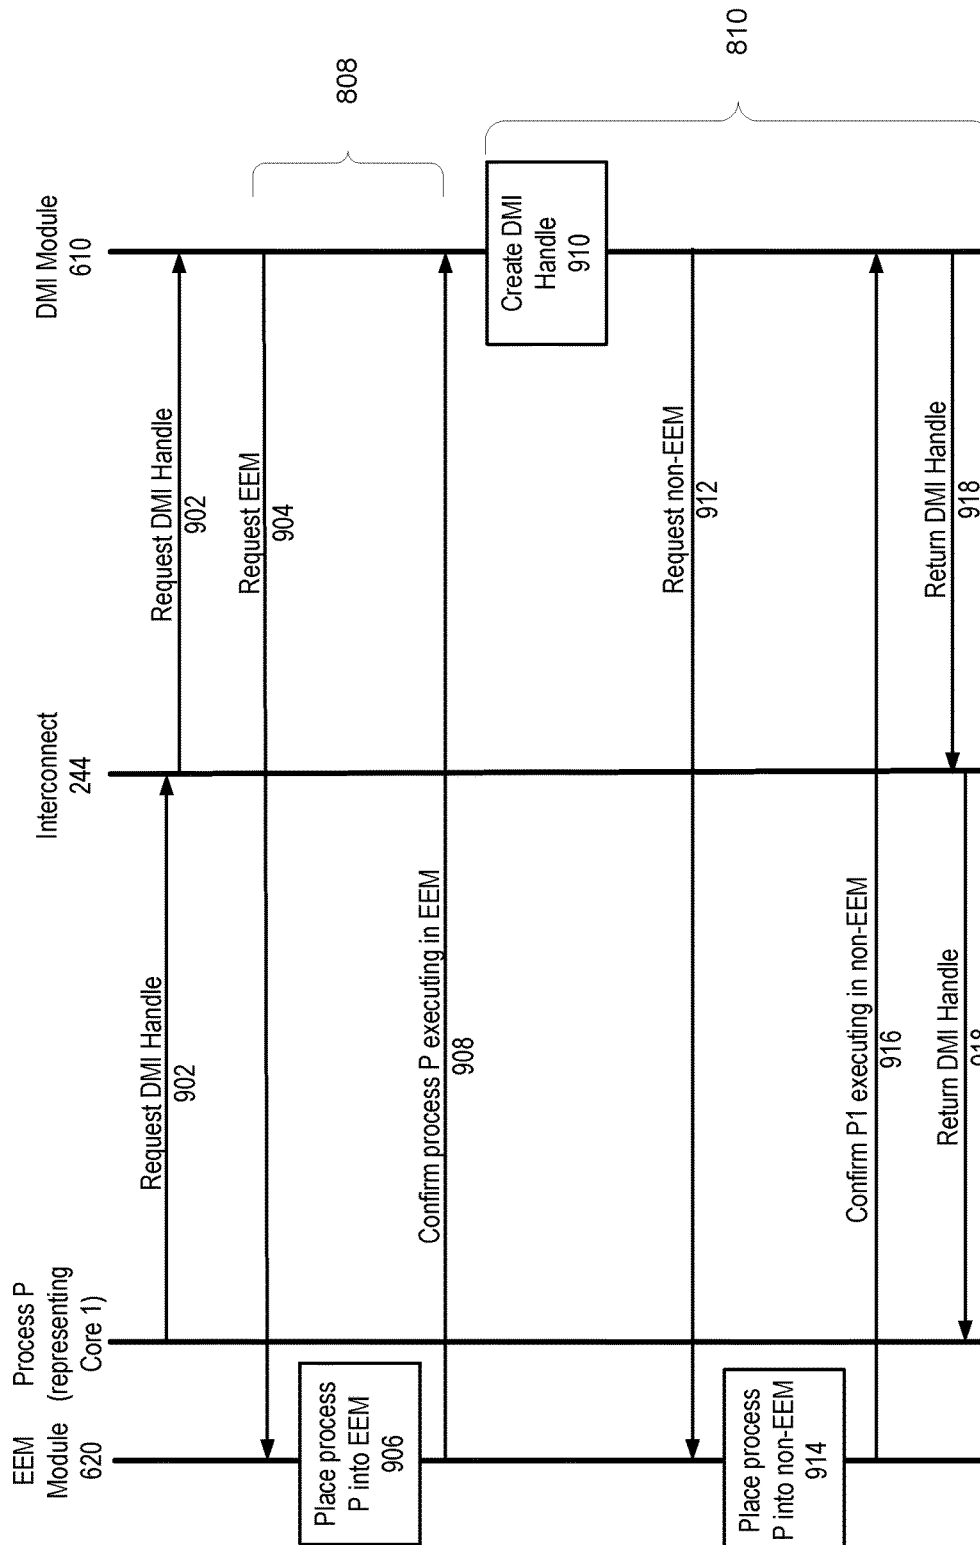 EEM
Module
620
Process P
(representing
Core 1)
Interconnect
244
DMI Module
610
Request DMI Handle
902
Request DMI Handle
902
Request EEM
904
808
Place process
P into EEM
906
Confirm process P executing in EEM
908
Create DMI
Handle
910
810
Request non-EEM
912
Place process
P into non-EEM
914
Confirm P1 executing in non-EEM
916
Return DMI Handle
918
Return DMI Handle
918